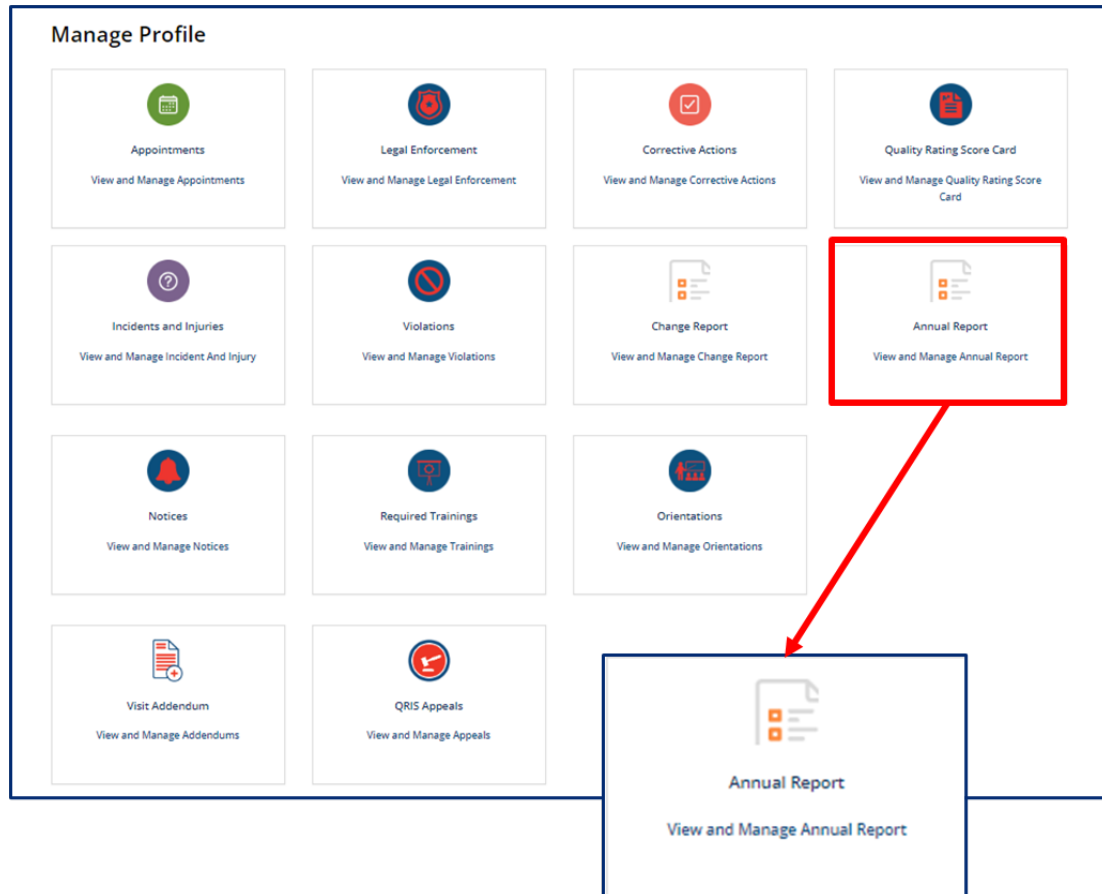 Manage Profile
Appointments
View and Manage Appointments
Legal Enforcement
View and Manage Legal Enforcement
Corrective Actions
View and Manage Corrective Actions
Quality Rating Score Card
View and Manage Quality Rating Score
Card
Incidents and Injuries
View and Manage Incident And Injury
Violations
View and Manage Violations
Change Report
View and Manage Change Report
Annual Report
View and Manage Annual Report
Notices
View and Manage Notices
Required Trainings
View and Manage Trainings
Orientations
View and Manage Orientations
Visit Addendum
View and Manage Addendums
QRIS Appeals
View and Manage Appeals
Annual Report
View and Manage Annual Report